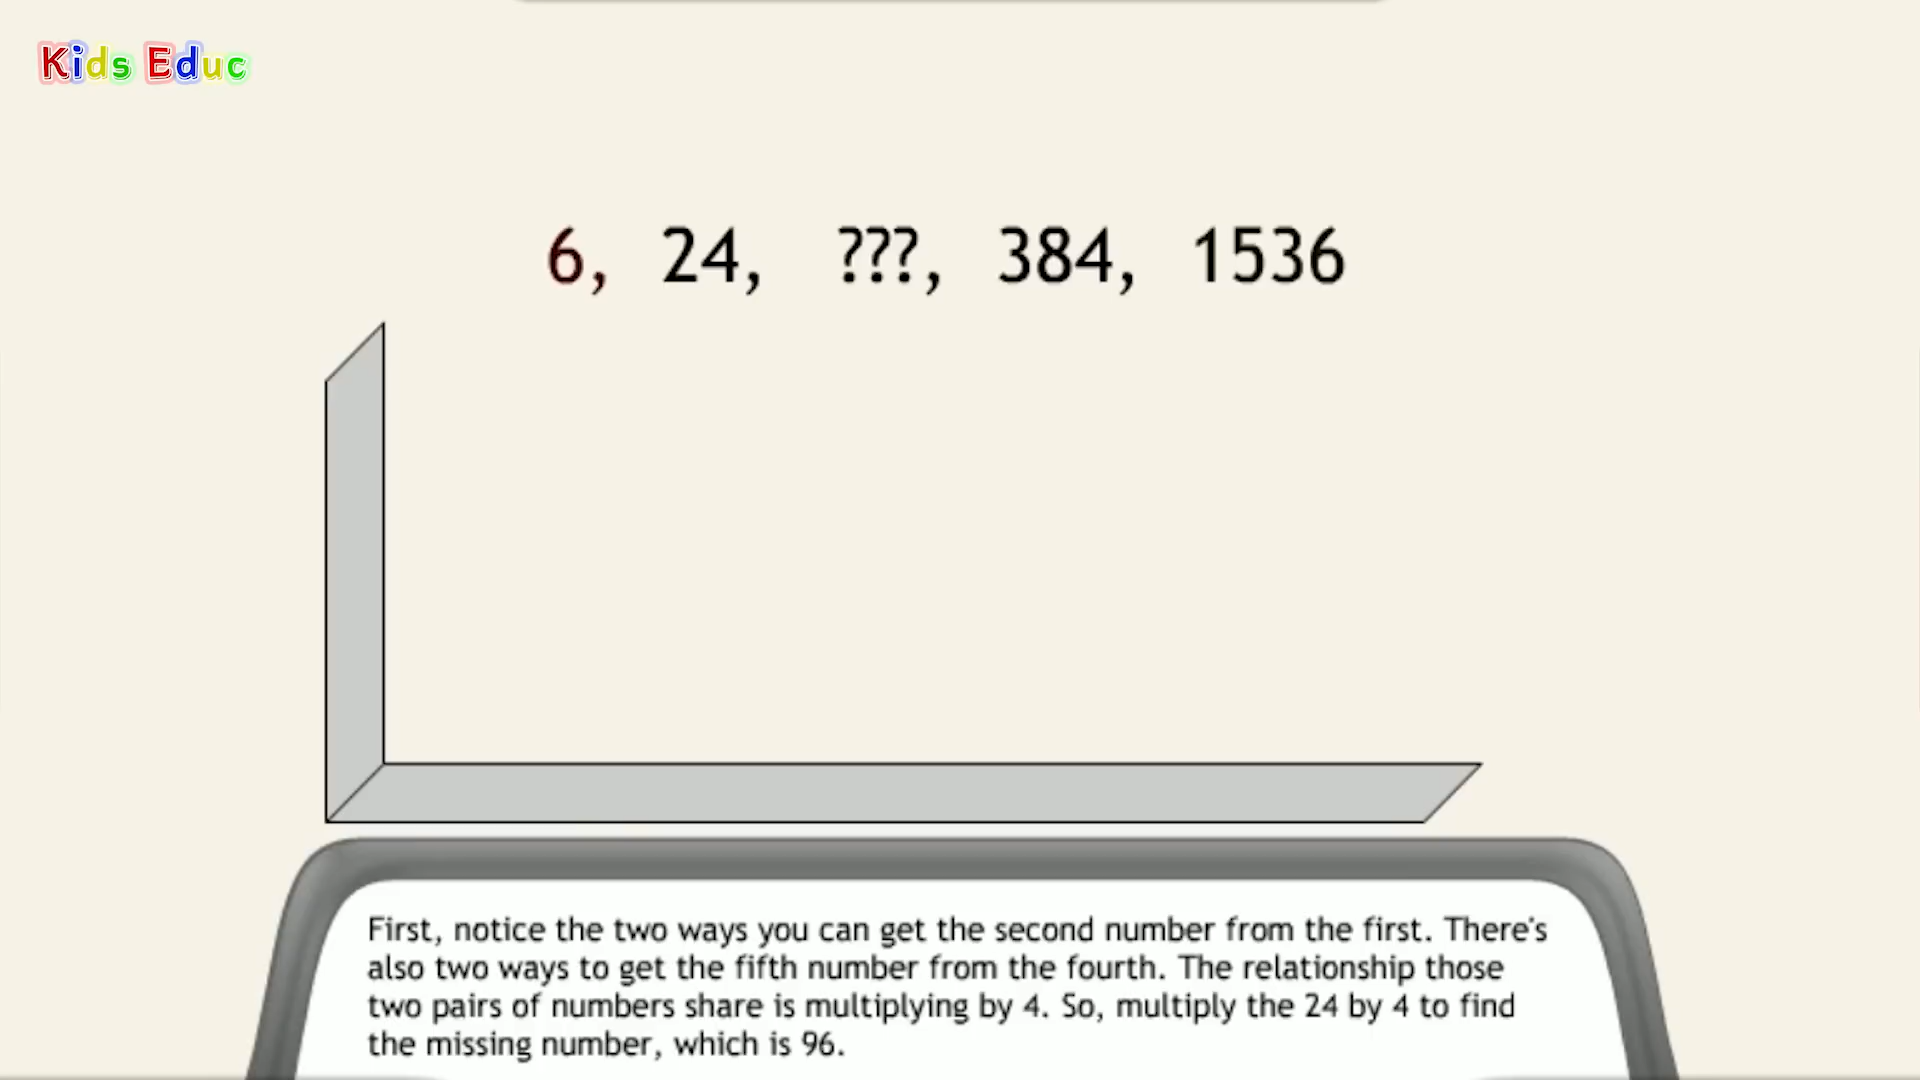 Kids Educ
6, 24, ???, 384, 1536
First, notice the two ways you can get the second number from the first. There's
also two ways to get the fifth number from the fourth. The relationship those
two pairs of numbers share is multiplying by 4. So, multiply the 24 by 4 to find
the missing number, which is 96.